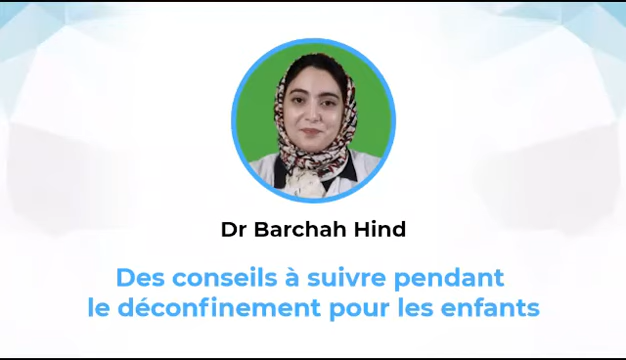 Dr Barchah Hind
Des conseils à suivre pendant
le déconfinement pour les enfants